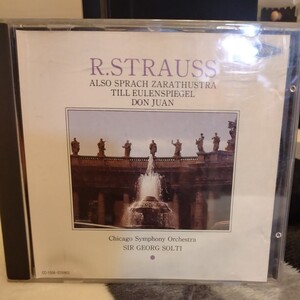 R.STRAUSS
ALSO SPRACH ZARATHUSTRA
TILL EULENSPIEGEL
DON JUAN
Chicago Symphony Orchestra
SIR GEORG SOLTI